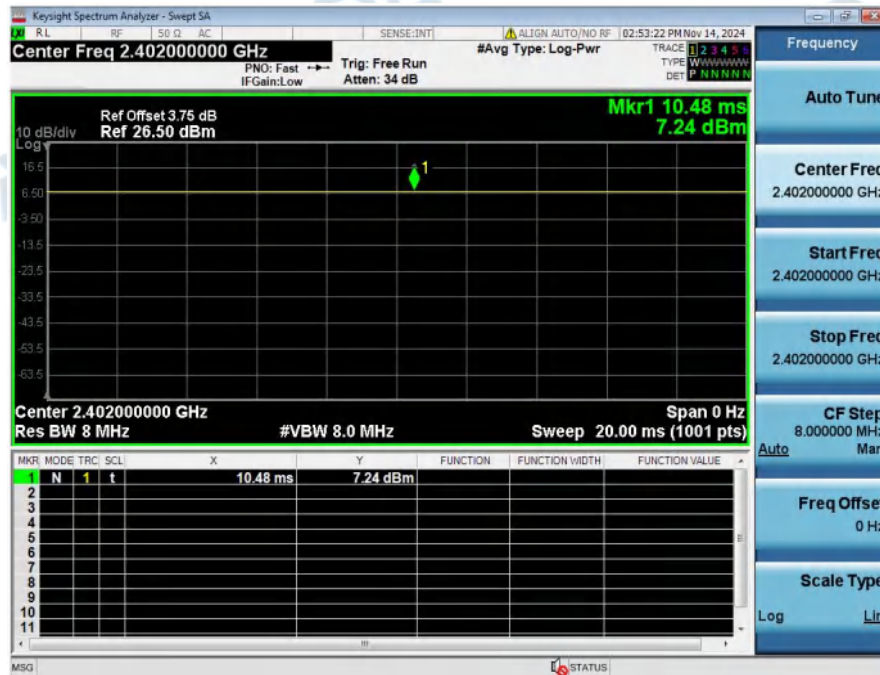 Keysight Spectrum Analyzer - Swept SA
LXI RL RF 50 Ω AC SENSE:INT ALIGN AUTO/NO RF 02:53:22 PM Nov 14, 2024
Center Freq 2.402000000 GHz
PNO: Fast
IFGain:Low
Trig: Free Run
Atten: 34 dB
#Avg Type: Log-Pwr
TRACE 1 2 3 4 5 6
TYPE WWWWWW
DET P N N N N N
Mkr1 10.48 ms
7.24 dBm
Ref Offset 3.75 dB
10 dB/div Ref 26.50 dBm
Log
16.5
1
6.50
-3.50
-13.5
-23.5
-33.5
-43.5
-53.5
-63.5
Center 2.402000000 GHz Span 0 Hz
Res BW 8 MHz #VBW 8.0 MHz Sweep 20.00 ms (1001 pts)
MKR MODE TRC SCL X Y FUNCTION FUNCTION WIDTH FUNCTION VALUE
1 N 1 t 10.48 ms 7.24 dBm
2
3
4
5
6
7
8
9
10
11
MSG STATUS
Frequency
Auto Tune
Center Freq
2.402000000 GHz
Start Freq
2.402000000 GHz
Stop Freq
2.402000000 GHz
CF Step
8.000000 MHz
Auto Man
Freq Offset
0 Hz
Scale Type
Log Lin